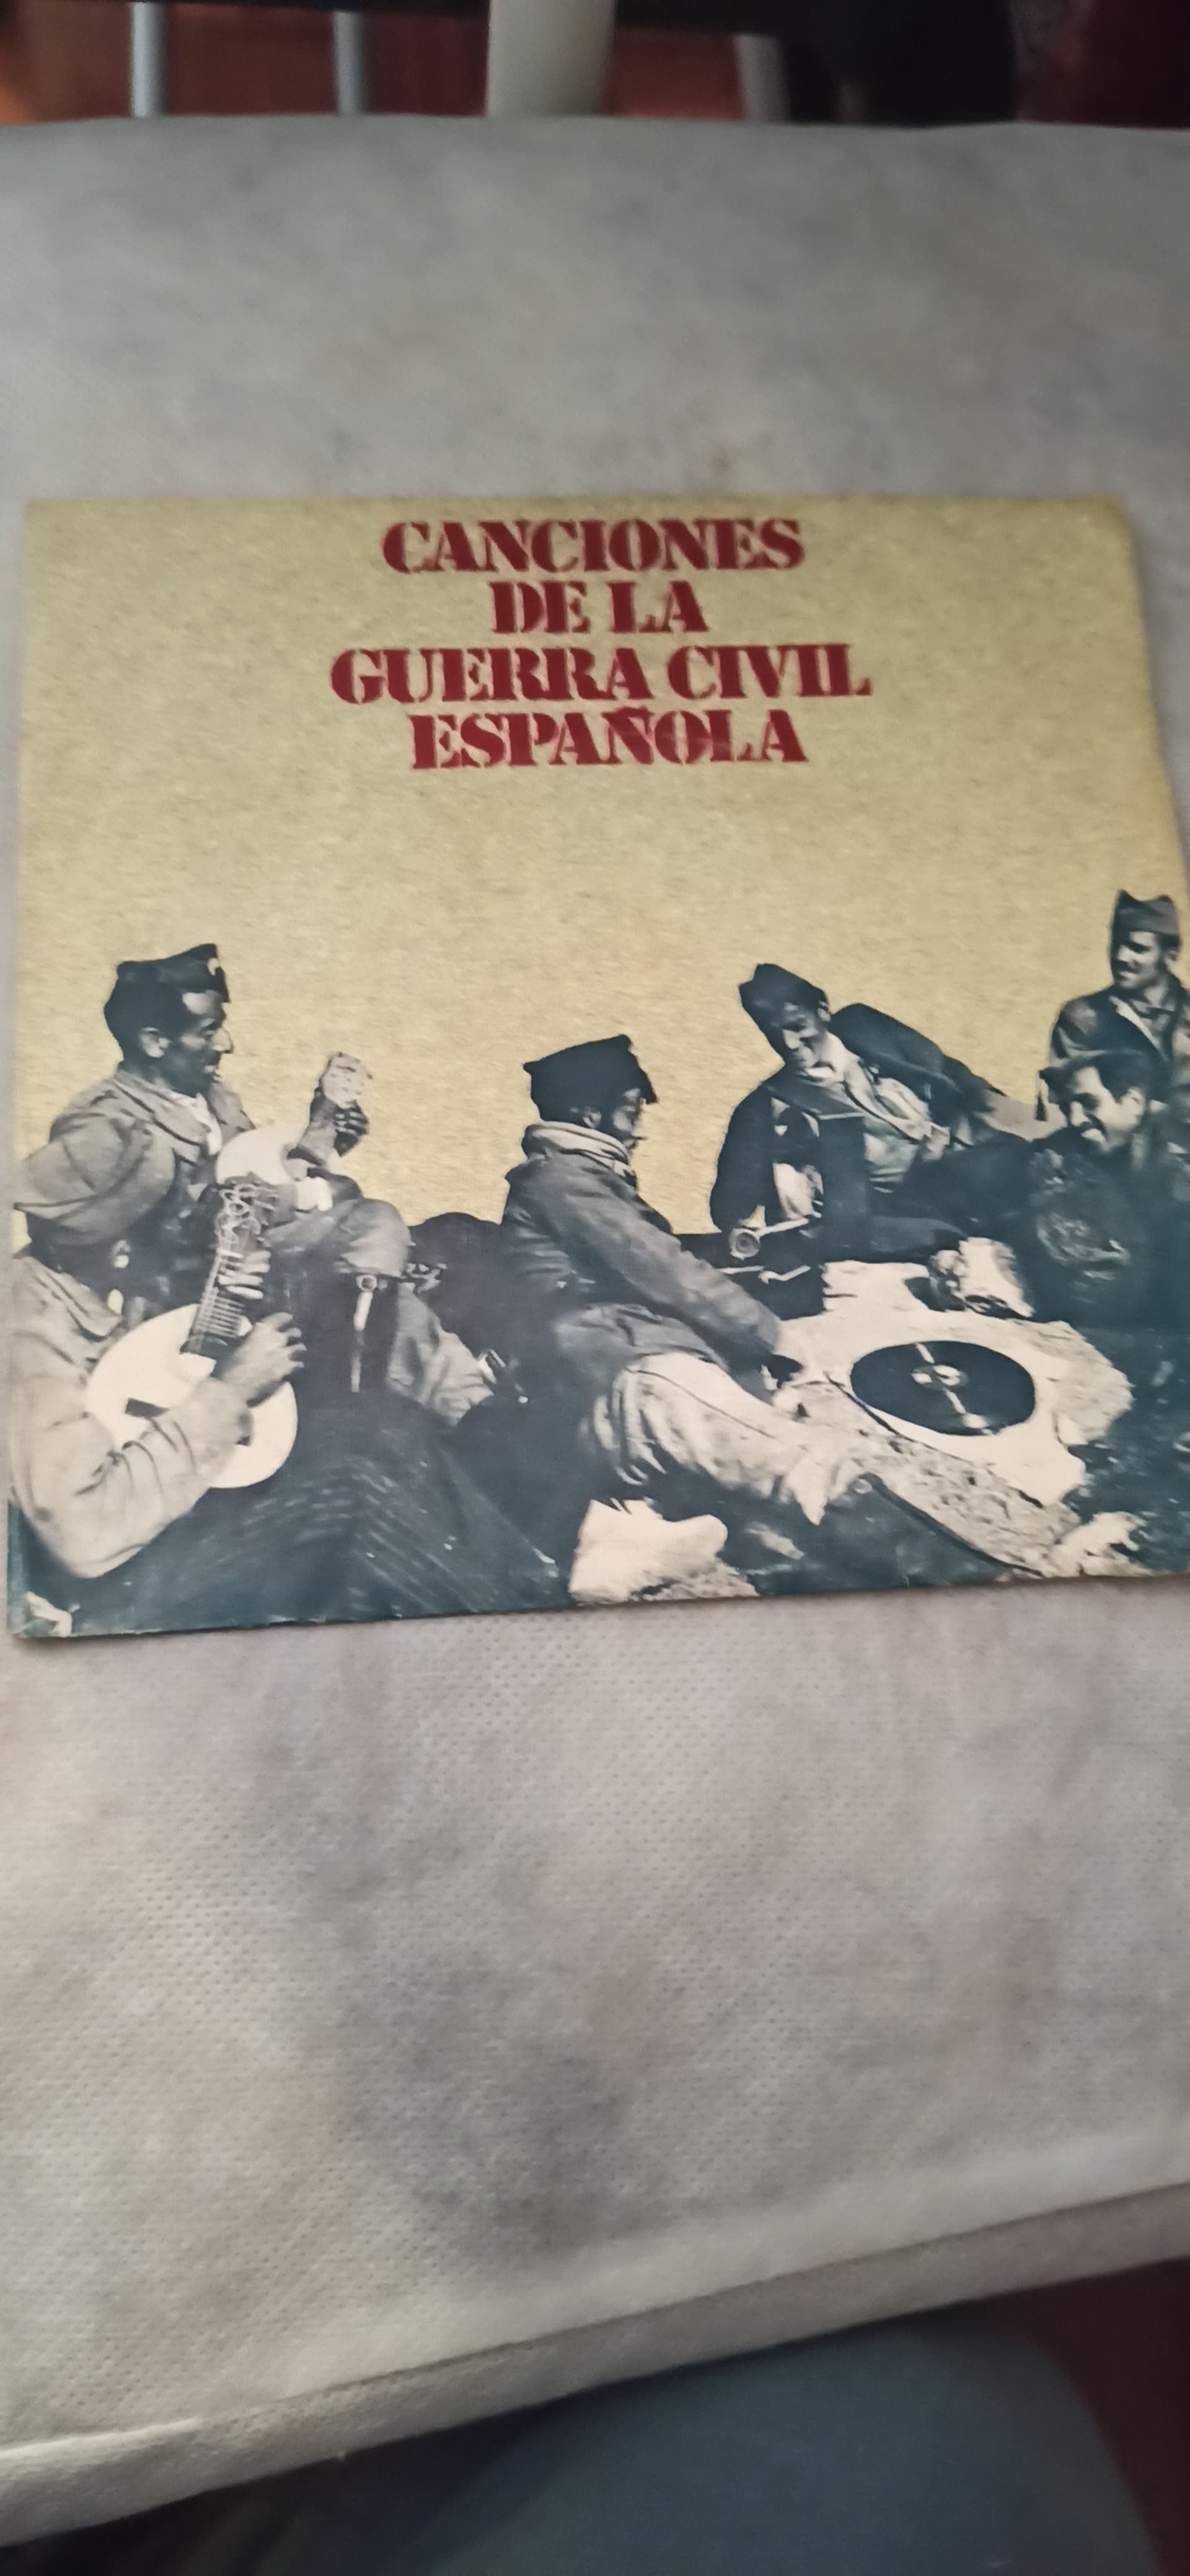 CANCIONES
DE LA
GUERRA CIVIL
ESPAÑOLA